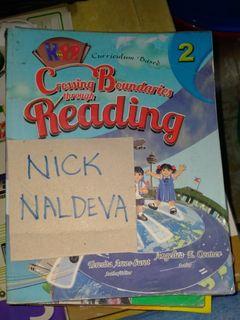 K-12
Curriculum Based
2
Crossing Boundaries
through
Reading
NICK
NALDEVA